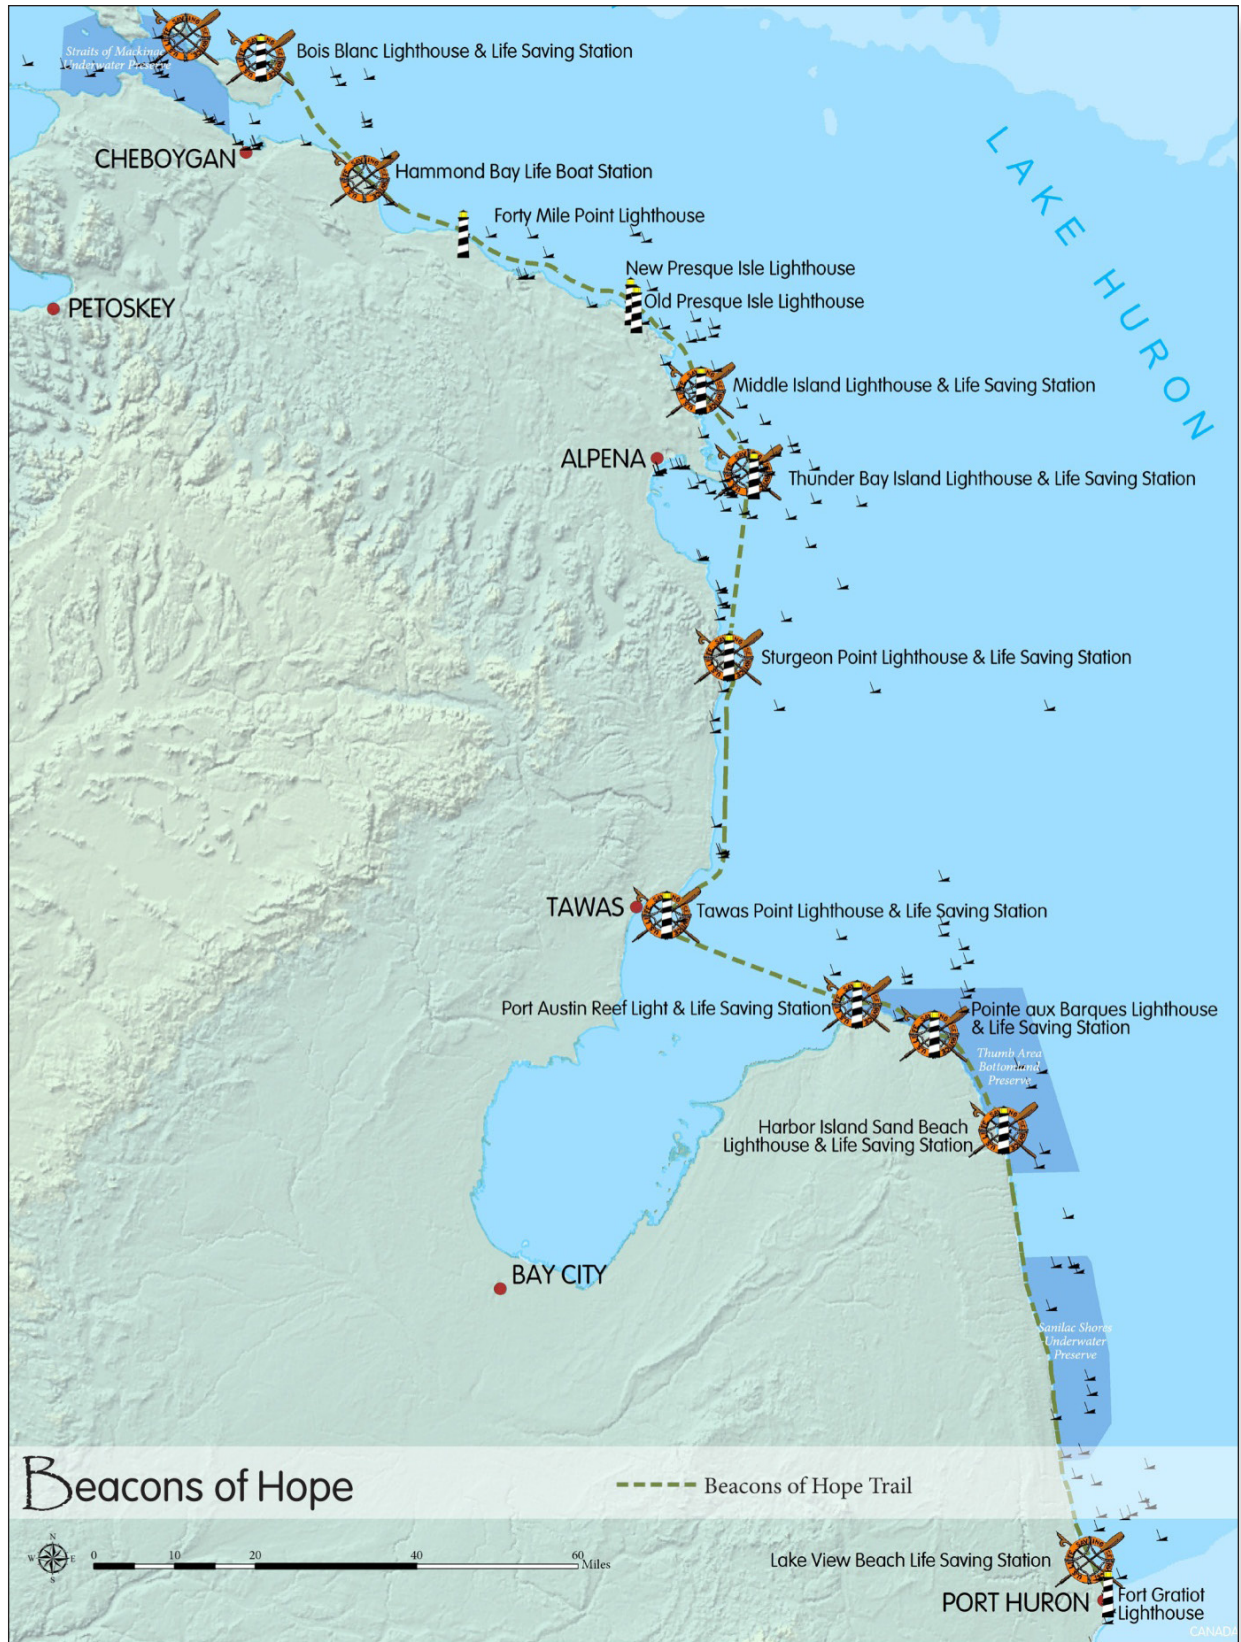 Straits of Mackinac
Underwater Preserve
Bois Blanc Lighthouse & Life Saving Station
CHEBOYGAN
Hammond Bay Life Boat Station
Forty Mile Point Lighthouse
LAKE HURON
New Presque Isle Lighthouse
Old Presque Isle Lighthouse
PETOSKEY
Middle Island Lighthouse & Life Saving Station
ALPENA
Thunder Bay Island Lighthouse & Life Saving Station
Sturgeon Point Lighthouse & Life Saving Station
TAWAS
Tawas Point Lighthouse & Life Saving Station
Port Austin Reef Light & Life Saving Station
Pointe aux Barques Lighthouse
& Life Saving Station
Thumb Area
Bottomland
Preserve
Harbor Island Sand Beach
Lighthouse & Life Saving Station
BAY CITY
Sanilac Shores
Underwater
Preserve
Beacons of Hope
Beacons of Hope Trail
N
W E
S
0 10 20 40 60 Miles
Lake View Beach Life Saving Station
PORT HURON
Fort Gratiot
Lighthouse
CANADA